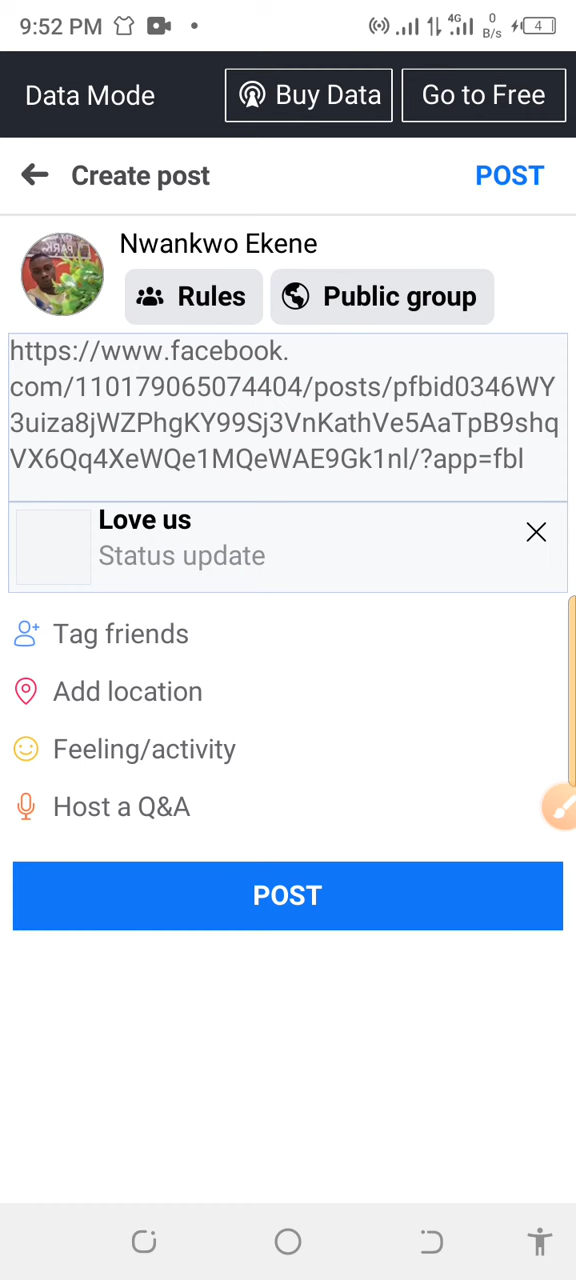 9:52 PM 4G 0 B/s 4
Data Mode Buy Data Go to Free
Create post POST
Nwankwo Ekene
Rules Public group
https://www.facebook.
com/110179065074404/posts/pfbid0346WY
3uiza8jWZPhgKY99Sj3VnKathVe5AaTpB9shq
VX6Qq4XeWQe1MQeWAE9Gk1nl/?app=fbl
Love us
Status update
Tag friends
Add location
Feeling/activity
Host a Q&A
POST